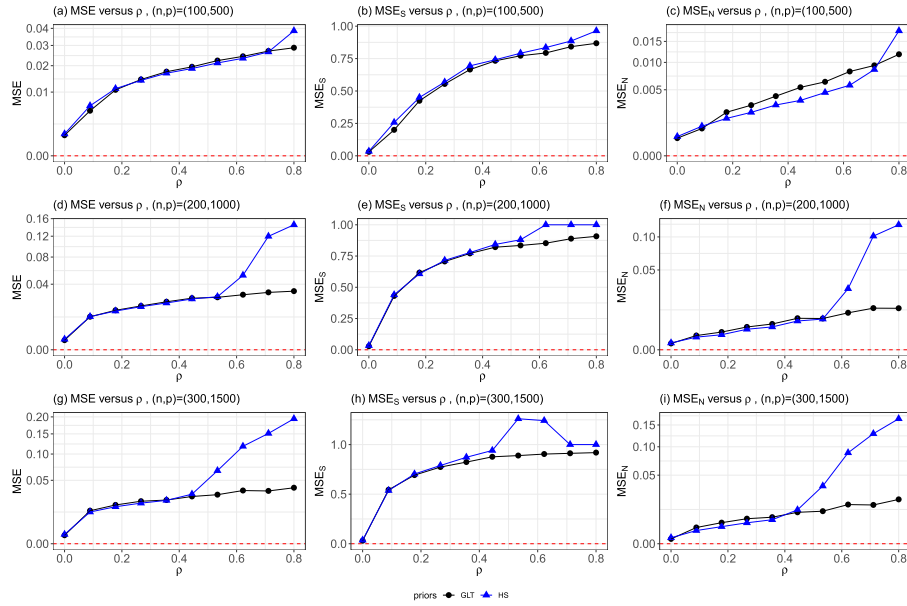 (a) MSE versus ρ , (n,p)=(100,500)
MSE
0.04
0.03
0.02
0.01
0.00
0.0 0.2 0.4 0.6 0.8
ρ
(b) MSE_S versus ρ , (n,p)=(100,500)
MSE_S
0.75
0.50
0.25
0.00
0.0 0.2 0.4 0.6 0.8
ρ
(c) MSE_N versus ρ , (n,p)=(100,500)
MSE_N
0.015
0.010
0.005
0.000
0.0 0.2 0.4 0.6 0.8
ρ
(d) MSE versus ρ , (n,p)=(200,1000)
MSE
0.16
0.12
0.08
0.04
0.00
0.0 0.2 0.4 0.6 0.8
ρ
(e) MSE_S versus ρ , (n,p)=(200,1000)
MSE_S
1.00
0.75
0.50
0.25
0.00
0.0 0.2 0.4 0.6 0.8
ρ
(f) MSE_N versus ρ , (n,p)=(200,1000)
MSE_N
0.10
0.05
0.00
0.0 0.2 0.4 0.6 0.8
ρ
(g) MSE versus ρ , (n,p)=(300,1500)
MSE
0.20
0.15
0.10
0.05
0.00
0.0 0.2 0.4 0.6 0.8
ρ
(h) MSE_S versus ρ , (n,p)=(300,1500)
MSE_S
1.0
0.5
0.0
0.0 0.2 0.4 0.6 0.8
ρ
(i) MSE_N versus ρ , (n,p)=(300,1500)
MSE_N
0.15
0.10
0.05
0.00
0.0 0.2 0.4 0.6 0.8
ρ
priors GLT HS